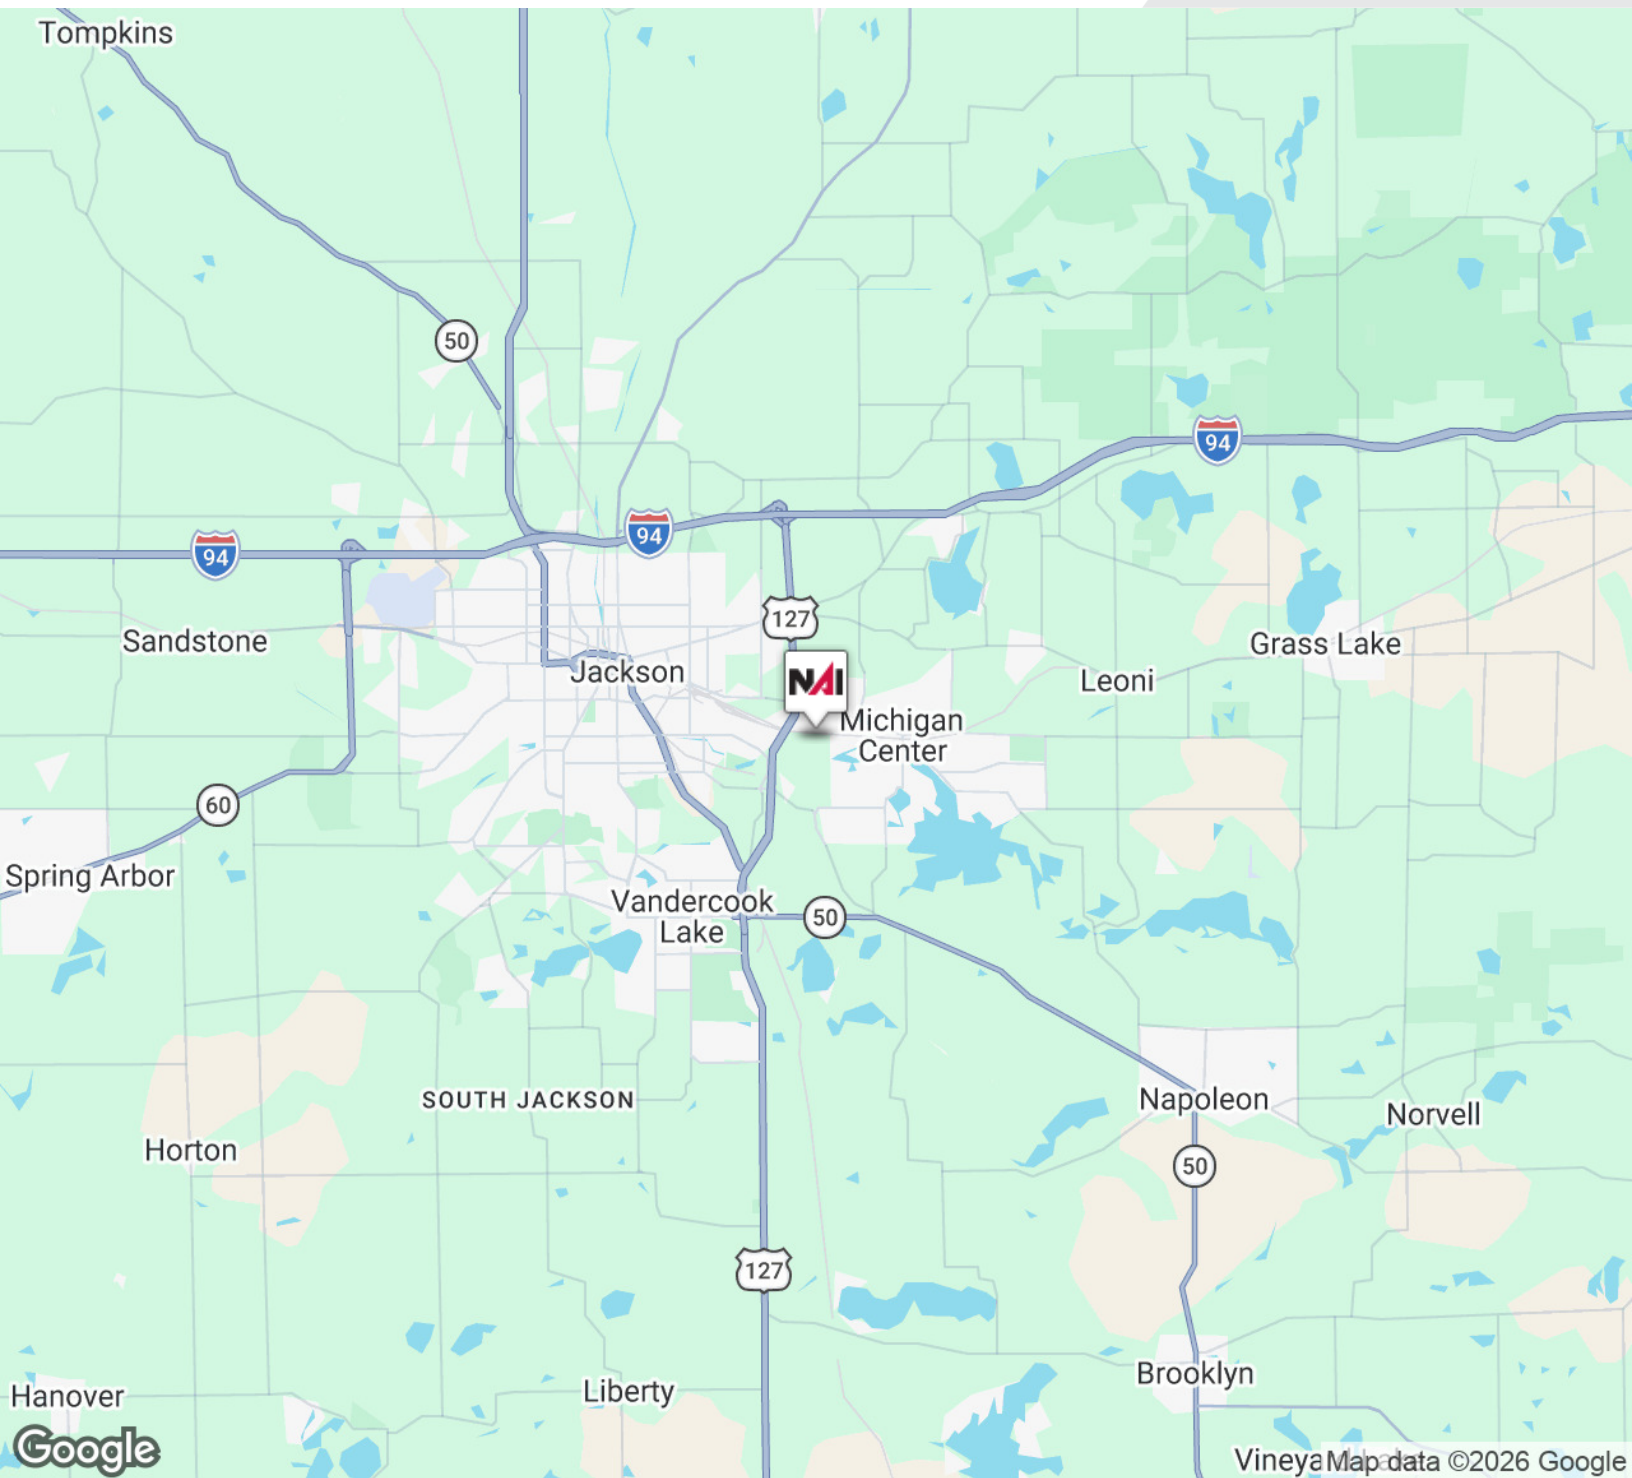 Tompkins
50
94
94
94
127
Sandstone
Jackson
NAI
Grass Lake
Leoni
Michigan
Center
60
Spring Arbor
Vandercook
Lake
50
SOUTH JACKSON
Napoleon
Norvell
Horton
50
127
Brooklyn
Hanover
Liberty
Google
Map data ©2026 Google